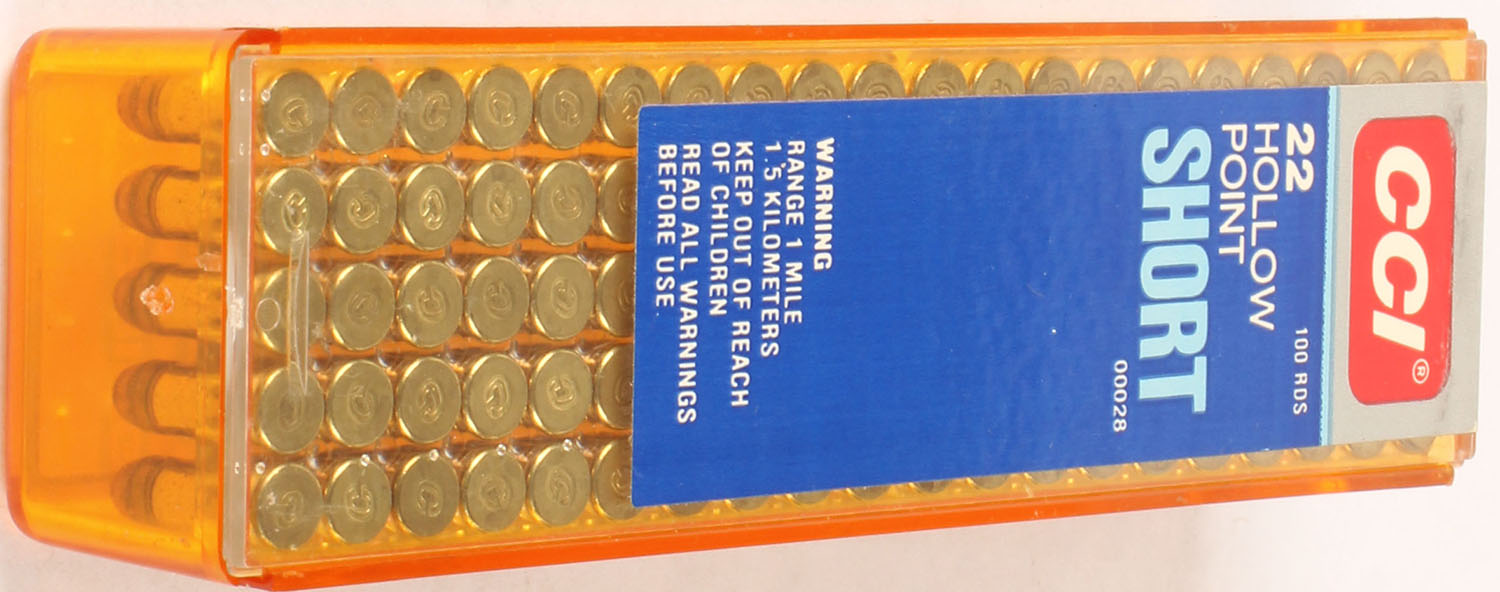 CCI®
100 RDS
22
HOLLOW
POINT
SHORT
00028
WARNING
RANGE 1 MILE
1.5 KILOMETERS
KEEP OUT OF REACH
OF CHILDREN
READ ALL WARNINGS
BEFORE USE.
C